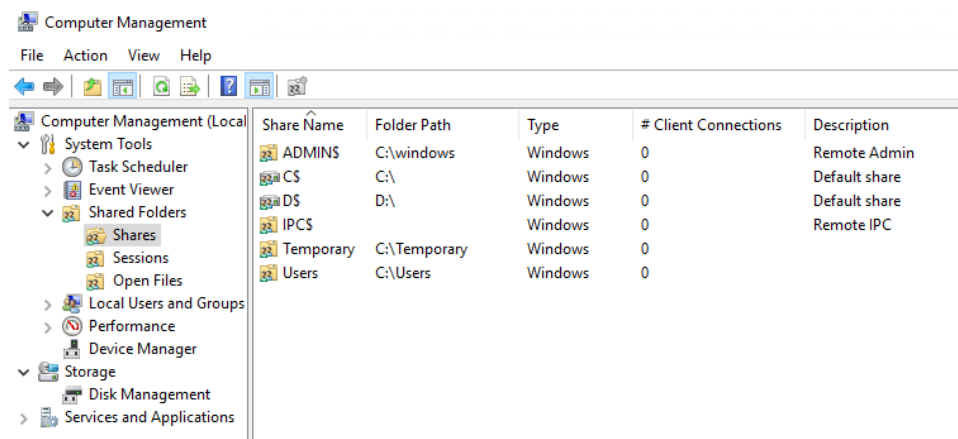 Computer Management
File Action View Help
Computer Management (Local
System Tools
Task Scheduler
Event Viewer
Shared Folders
Shares
Sessions
Open Files
Local Users and Groups
Performance
Device Manager
Storage
Disk Management
Services and Applications
Share Name Folder Path Type # Client Connections Description
ADMIN$ C:\windows Windows 0 Remote Admin
C$ C:\ Windows 0 Default share
D$ D:\ Windows 0 Default share
IPC$ Windows 0 Remote IPC
Temporary C:\Temporary Windows 0
Users C:\Users Windows 0